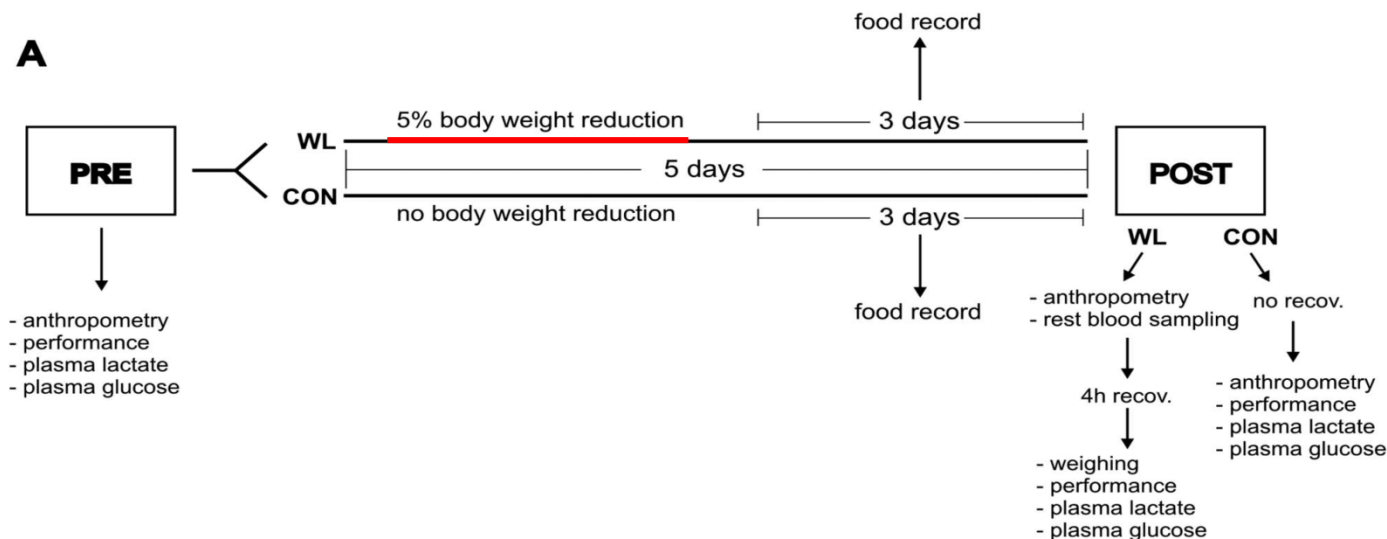 food record
A
5% body weight reduction
3 days
WL
PRE
5 days
POST
CON
no body weight reduction
3 days
WL
CON
food record
- anthropometry
- rest blood sampling
no recov.
- anthropometry
- performance
- plasma lactate
- plasma glucose
4h recov.
- anthropometry
- performance
- plasma lactate
- plasma glucose
- weighing
- performance
- plasma lactate
- plasma glucose